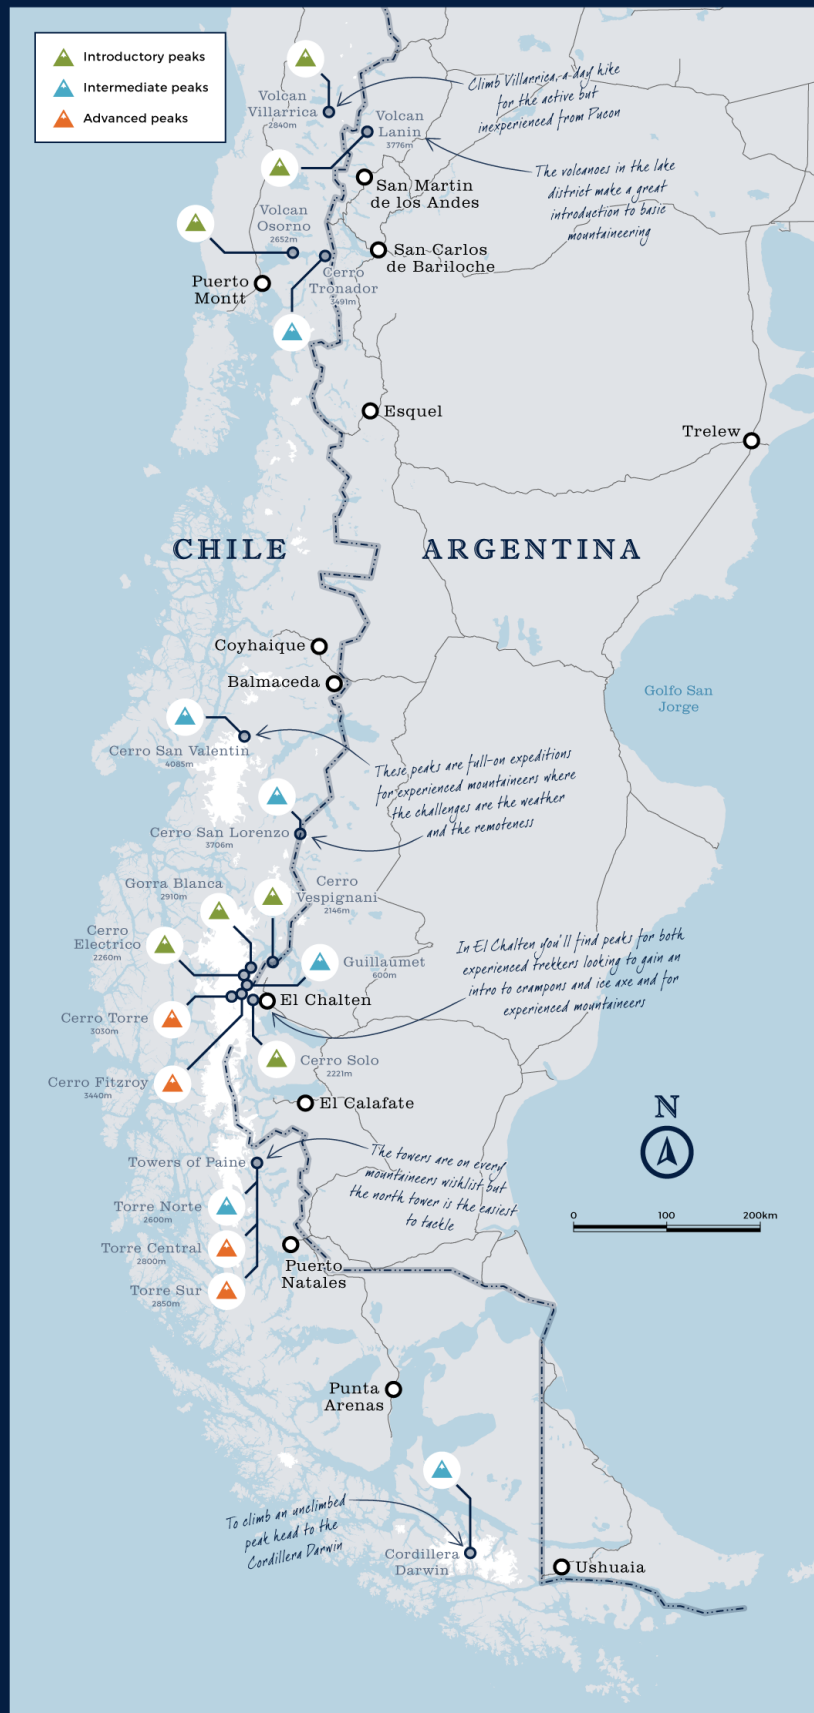 Introductory peaks
Intermediate peaks
Advanced peaks
Volcan
Villarrica
2840m
Climb Villarrica, a day hike
for the active but
inexperienced from Pucon
Volcan
Lanin
3776m
The volcanoes in the lake
district make a great
introduction to basic
mountaineering
San Martin
de los Andes
Volcan
Osorno
2652m
San Carlos
de Bariloche
Cerro
Tronador
3491m
Puerto
Montt
Esquel
Trelew
CHILE
ARGENTINA
Coyhaique
Balmaceda
Golfo San
Jorge
Cerro San Valentin
4085m
These peaks are full-on expeditions
for experienced mountaineers where
the challenges are the weather
and the remoteness
Cerro San Lorenzo
3706m
Gorra Blanca
2910m
Cerro
Vespignani
2146m
Cerro
Electrico
2260m
Guillaumet
600m
In El Chalten you'll find peaks for both
experienced trekkers looking to gain an
intro to crampons and ice axe and for
experienced mountaineers
El Chalten
Cerro Torre
3030m
Cerro Solo
2221m
Cerro Fitzroy
3440m
El Calafate
N
Towers of Paine
The towers are on every
mountaineers wishlist but
the north tower is the easiest
to tackle
Torre Norte
2600m
0 100 200km
Torre Central
2800m
Puerto
Natales
Torre Sur
2850m
Punta
Arenas
To climb an unclimbed
peak head to the
Cordillera Darwin
Cordillera
Darwin
Ushuaia